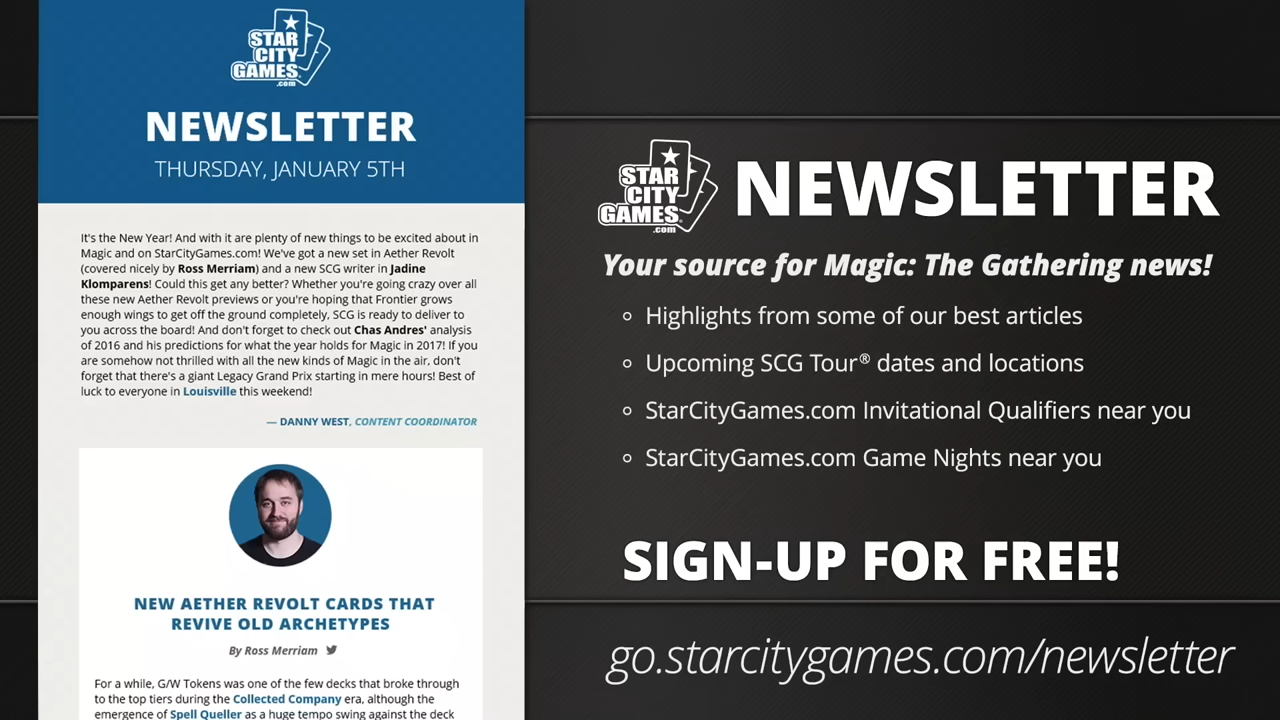 STAR
CITY
GAMES
.com
NEWSLETTER
THURSDAY, JANUARY 5TH
It's the New Year! And with it are plenty of new things to be excited about in
Magic and on StarCityGames.com! We've got a new set in Aether Revolt
(covered nicely by Ross Merriam) and a new SCG writer in Jadine
Klomparens! Could this get any better? Whether you're going crazy over all
these new Aether Revolt previews or you're hoping that Frontier grows
enough wings to get off the ground completely, SCG is ready to deliver to
you across the board! And don't forget to check out Chas Andres' analysis
of 2016 and his predictions for what the year holds for Magic in 2017! If you
are somehow not thrilled with all the new kinds of Magic in the air, don't
forget that there's a giant Legacy Grand Prix starting in mere hours! Best of
luck to everyone in Louisville this weekend!
— DANNY WEST, CONTENT COORDINATOR
NEW AETHER REVOLT CARDS THAT
REVIVE OLD ARCHETYPES
By Ross Merriam
For a while, G/W Tokens was one of the few decks that broke through
to the top tiers during the Collected Company era, although the
emergence of Spell Queller as a huge tempo swing against the deck
STAR
CITY
GAMES
.com
NEWSLETTER
Your source for Magic: The Gathering news!
◦ Highlights from some of our best articles
◦ Upcoming SCG Tour® dates and locations
◦ StarCityGames.com Invitational Qualifiers near you
◦ StarCityGames.com Game Nights near you
SIGN-UP FOR FREE!
go.starcitygames.com/newsletter